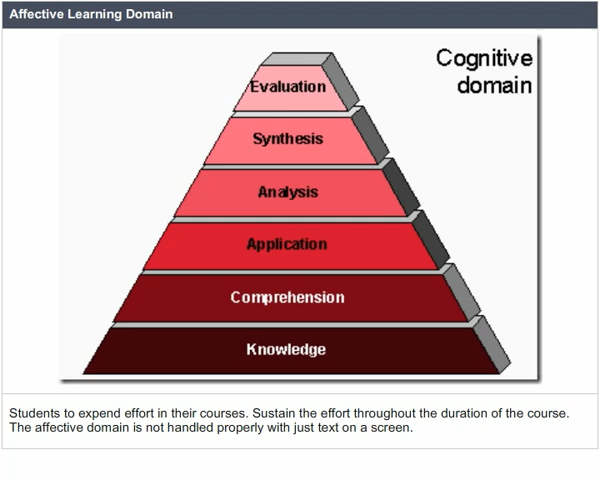 Affective Learning Domain
Cognitive
domain
Evaluation
Synthesis
Analysis
Application
Comprehension
Knowledge
Students to expend effort in their courses. Sustain the effort throughout the duration of the course.
The affective domain is not handled properly with just text on a screen.